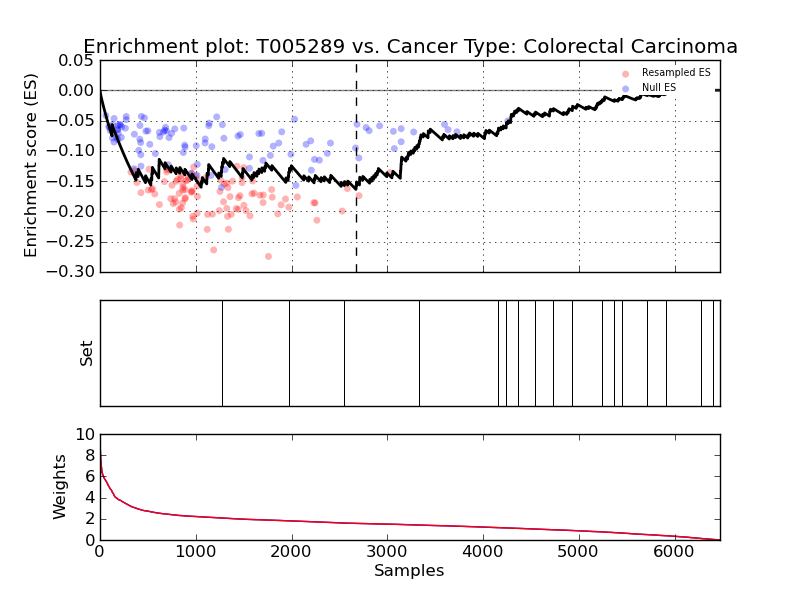 Enrichment plot: T005289 vs. Cancer Type: Colorectal Carcinoma
0.05
0.00
−0.05
−0.10
−0.15
−0.20
−0.25
−0.30
Enrichment score (ES)
Resampled ES
Null ES
Set
10
8
6
4
2
0
Weights
0 1000 2000 3000 4000 5000 6000
Samples